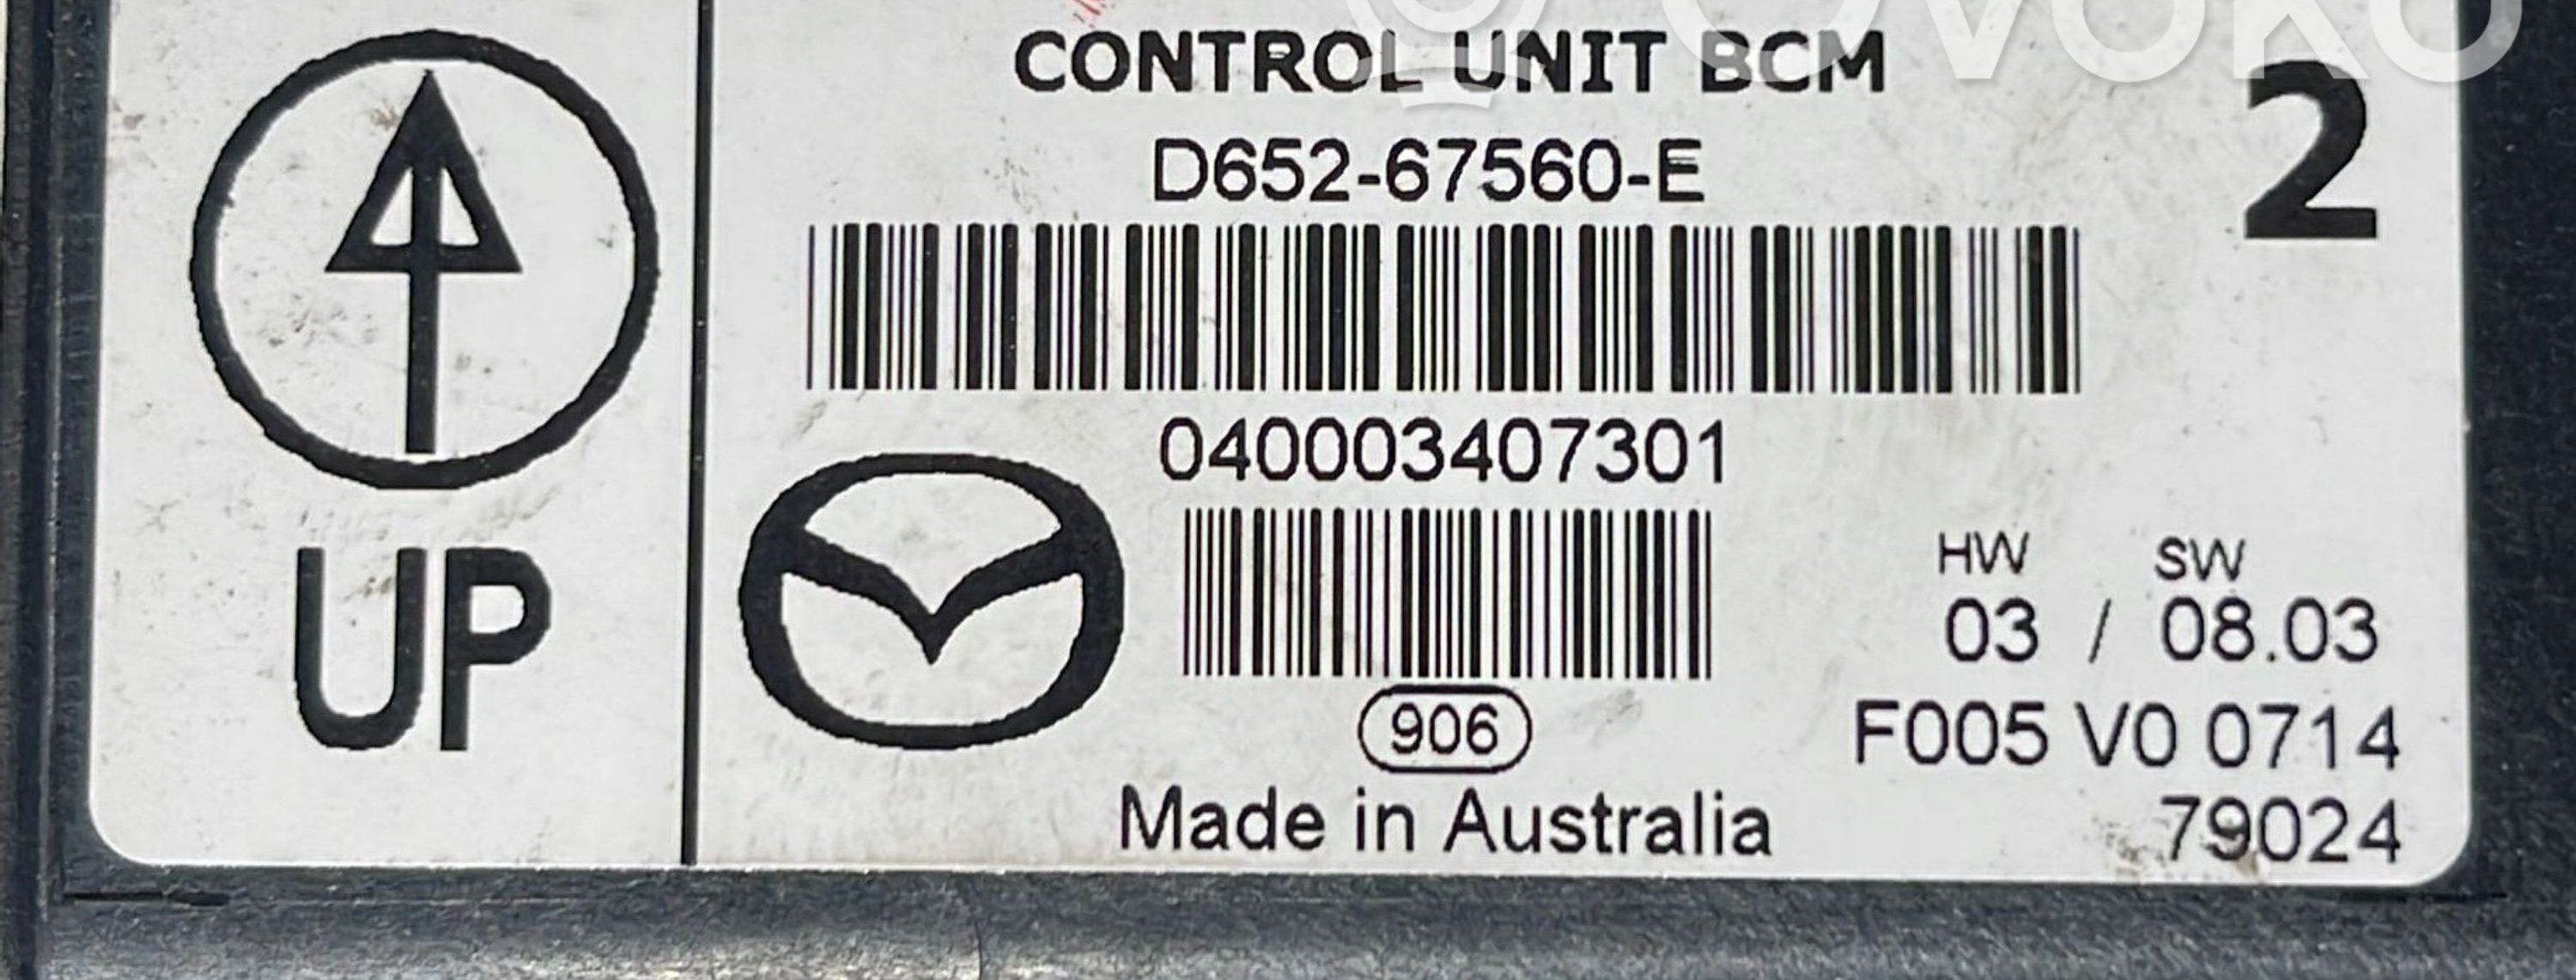 OVOKO
CONTROL UNIT BCM
2
D652-67560-E
040003407301
UP
HW SW
03 / 08.03
906
F005 V0 0714
Made in Australia
79024